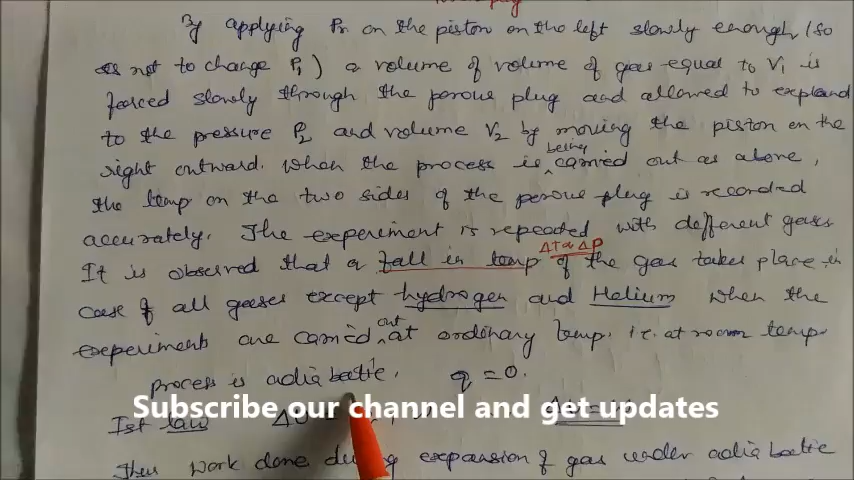 By applying P₁ on the piston on the left slowly enough, (so
as not to change P₁) a volume of volume of gas equal to V₁ is
forced slowly through the porous plug and allowed to expland
to the pressure P₂ and volume V₂ by moving the piston on the
right outward. When the process is being carried out as above,
the temp on the two sides of the porous plug is recorded
accurately. The experiment is repeated with different gases
ΔT α ΔP
It is observed that a fall in temp of the gas takes place in
case of all gases except hydrogen and Helium when the
experiments are carried out at ordinary temp. i.e. at room temp.
process is adiabactic. q = 0.
Subscribe our channel and get updates
Ist law ΔU =
Then work done during expansion of gas under adiabactic